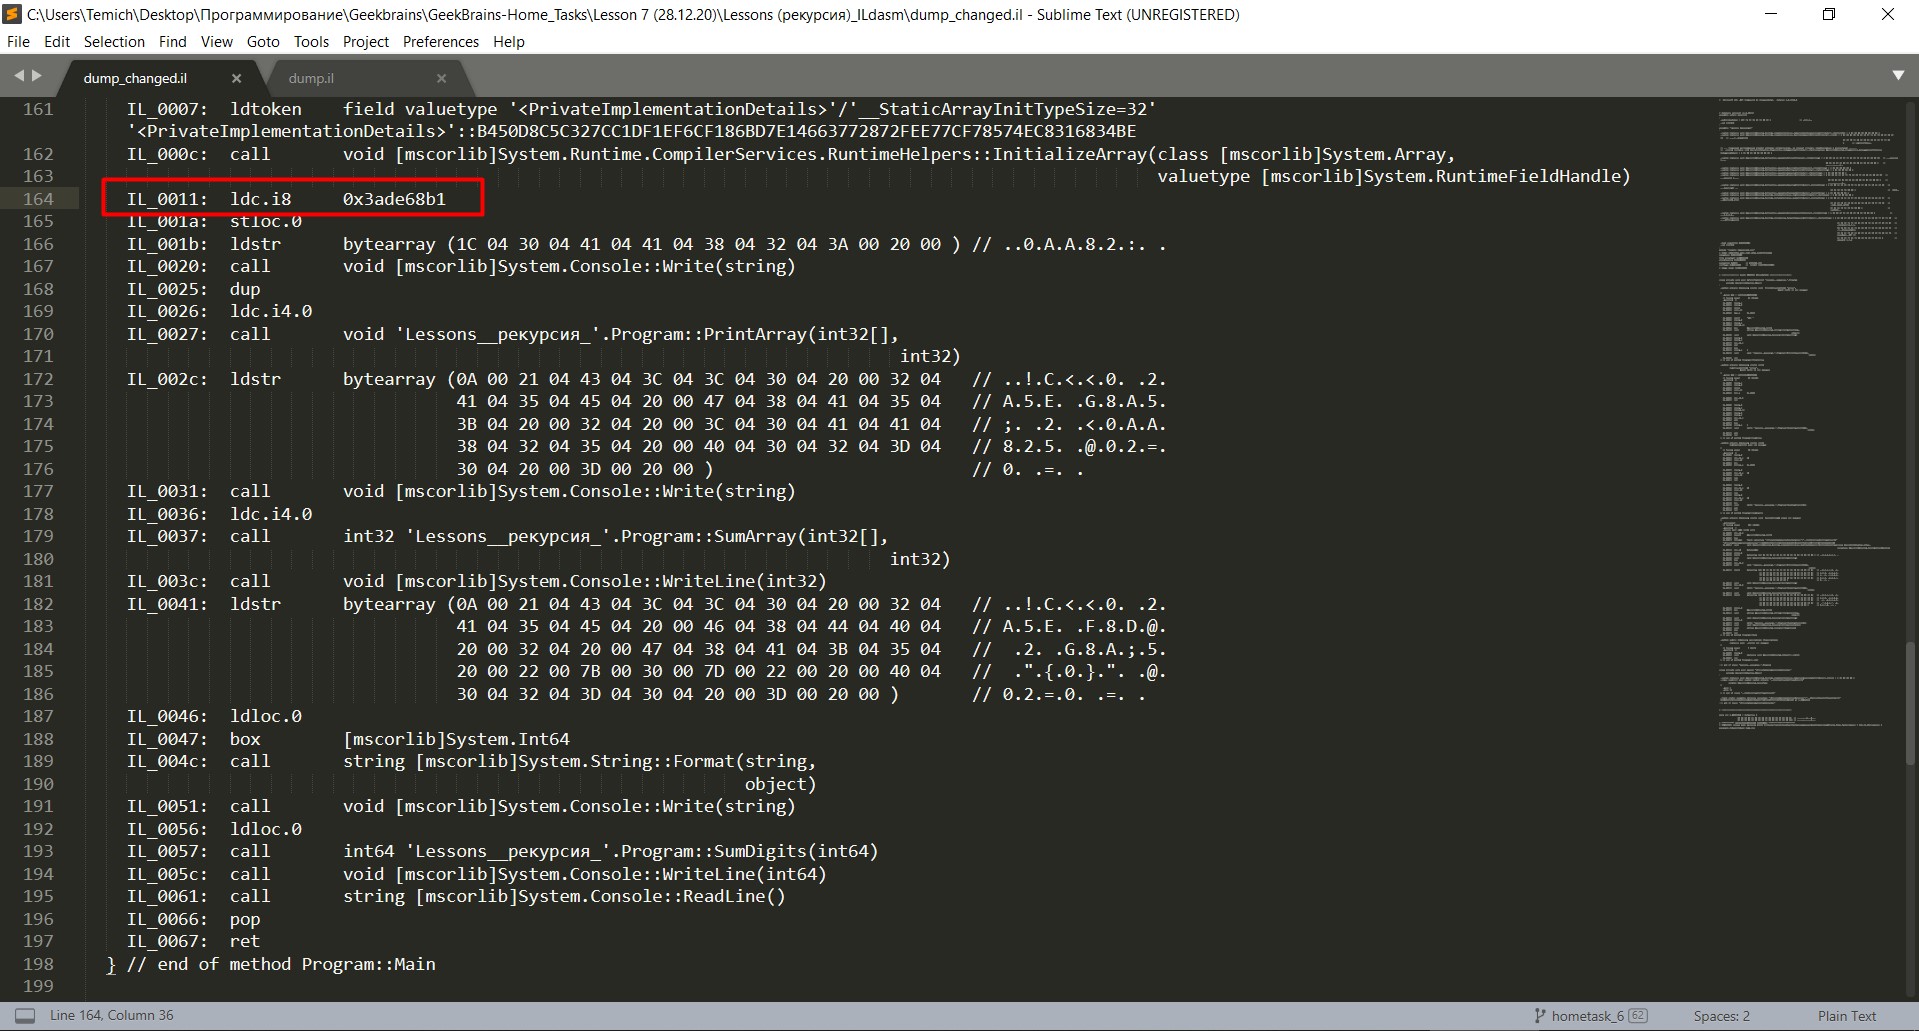 C:\Users\Temich\Desktop\Программирование\Geekbrains\GeekBrains-Home_Tasks\Lesson 7 (28.12.20)\Lessons (рекурсия)_ILdasm\dump_changed.il - Sublime Text (UNREGISTERED)
File Edit Selection Find View Goto Tools Project Preferences Help
dump_changed.il dump.il
161 IL_0007: ldtoken field valuetype '<PrivateImplementationDetails>'/'__StaticArrayInitTypeSize=32'
'<PrivateImplementationDetails>'::B450D8C5C327CC1DF1EF6CF186BD7E14663772872FEE77CF78574EC8316834BE
162 IL_000c: call void [mscorlib]System.Runtime.CompilerServices.RuntimeHelpers::InitializeArray(class [mscorlib]System.Array,
163 valuetype [mscorlib]System.RuntimeFieldHandle)
164 IL_0011: ldc.i8 0x3ade68b1
165 IL_001a: stloc.0
166 IL_001b: ldstr bytearray (1C 04 30 04 41 04 41 04 38 04 32 04 3A 00 20 00 ) // ..0.A.A.8.2.:. .
167 IL_0020: call void [mscorlib]System.Console::Write(string)
168 IL_0025: dup
169 IL_0026: ldc.i4.0
170 IL_0027: call void 'Lessons__рекурсия_'.Program::PrintArray(int32[],
171 int32)
172 IL_002c: ldstr bytearray (0A 00 21 04 43 04 3C 04 3C 04 30 04 20 00 32 04 // ..!.C.<.<.0. .2.
173 41 04 35 04 45 04 20 00 47 04 38 04 41 04 35 04 // A.5.E. .G.8.A.5.
174 3B 04 20 00 32 04 20 00 3C 04 30 04 41 04 41 04 // ;. .2. .<.0.A.A.
175 38 04 32 04 35 04 20 00 40 04 30 04 32 04 3D 04 // 8.2.5. .@.0.2.=.
176 30 04 20 00 3D 00 20 00 ) // 0. .=. .
177 IL_0031: call void [mscorlib]System.Console::Write(string)
178 IL_0036: ldc.i4.0
179 IL_0037: call int32 'Lessons__рекурсия_'.Program::SumArray(int32[],
180 int32)
181 IL_003c: call void [mscorlib]System.Console::WriteLine(int32)
182 IL_0041: ldstr bytearray (0A 00 21 04 43 04 3C 04 3C 04 30 04 20 00 32 04 // ..!.C.<.<.0. .2.
183 41 04 35 04 45 04 20 00 46 04 38 04 44 04 40 04 // A.5.E. .F.8.D.@.
184 20 00 32 04 20 00 47 04 38 04 41 04 3B 04 35 04 // .2. .G.8.A.;.5.
185 20 00 22 00 7B 00 30 00 7D 00 22 00 20 00 40 04 // .".{.0.}.". .@.
186 30 04 32 04 3D 04 30 04 20 00 3D 00 20 00 ) // 0.2.=.0. .=. .
187 IL_0046: ldloc.0
188 IL_0047: box [mscorlib]System.Int64
189 IL_004c: call string [mscorlib]System.String::Format(string,
190 object)
191 IL_0051: call void [mscorlib]System.Console::Write(string)
192 IL_0056: ldloc.0
193 IL_0057: call int64 'Lessons__рекурсия_'.Program::SumDigits(int64)
194 IL_005c: call void [mscorlib]System.Console::WriteLine(int64)
195 IL_0061: call string [mscorlib]System.Console::ReadLine()
196 IL_0066: pop
197 IL_0067: ret
198 } // end of method Program::Main
199
Line 164, Column 36 hometask_6 62 Spaces: 2 Plain Text